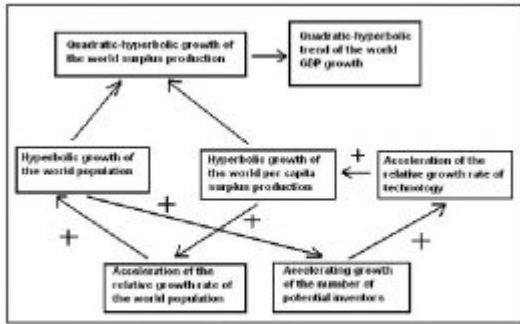 Quadratic-hyperbolic growth of
the world surplus production
Quadratic-hyperbolic
trend of the world
GDP growth
Hyperbolic growth of
the world population
Hyperbolic growth of
the world per capita
surplus production
+
Acceleration of the
relative growth rate of
technology
+
+
+
+
Acceleration of the
relative growth rate of
the world population
Accelerating growth
of the number of
potential inventors